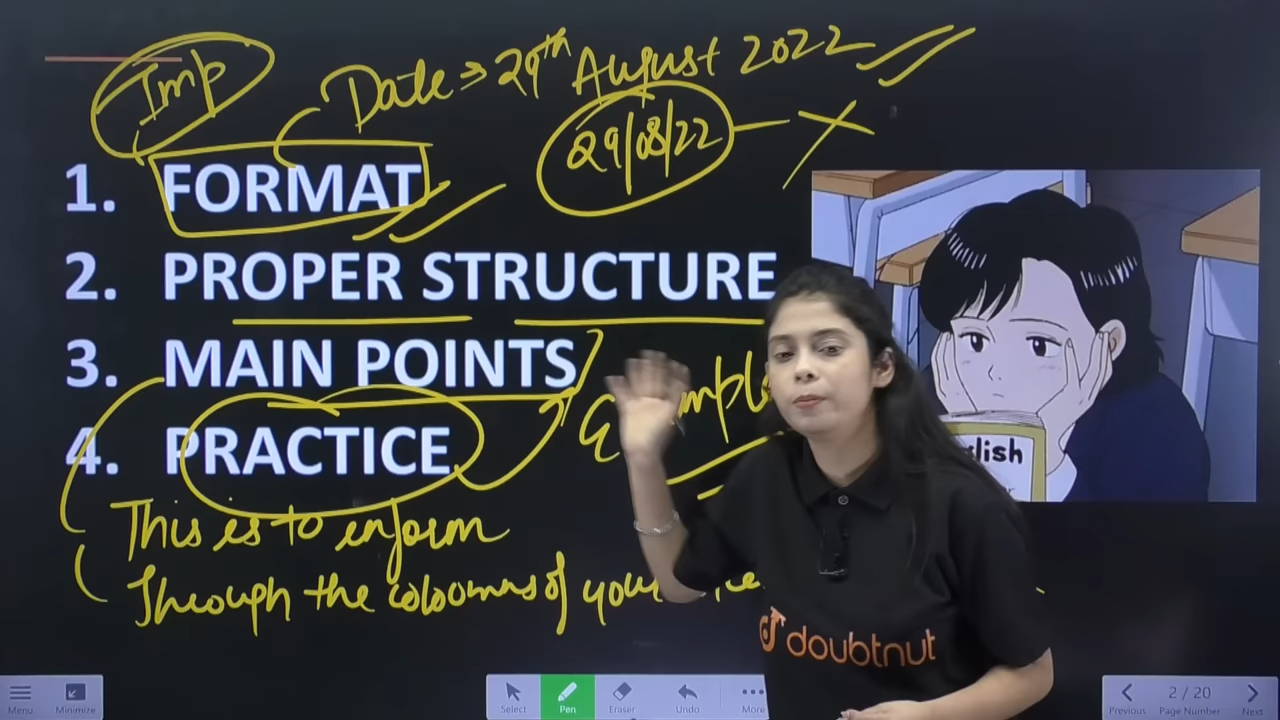 Imp
Date → 29th August 2022
29/08/22
1. FORMAT
2. PROPER STRUCTURE
3. MAIN POINTS
4. PRACTICE
This is to inform
Through the coloomns of your
glish
doubtnut
Menu
Minimize
Select
Pen
Eraser
Undo
More
Previous
2 / 20
Page Number
Next